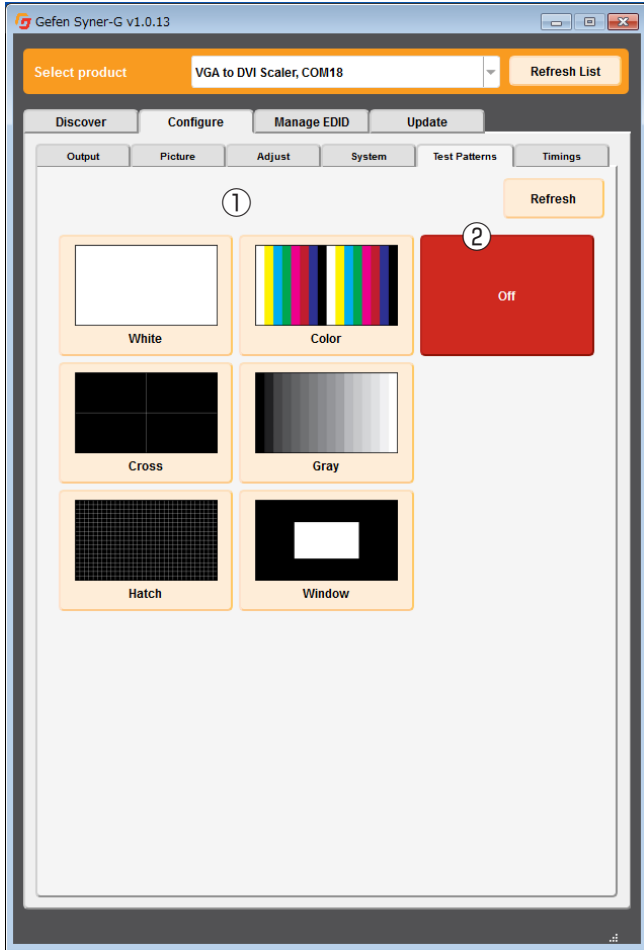 Gefen Syner-G v1.0.13
Select product VGA to DVI Scaler, COM18 Refresh List
Discover Configure Manage EDID Update
Output Picture Adjust System Test Patterns Timings
① Refresh
②
Off
White Color
Cross Gray
Hatch Window